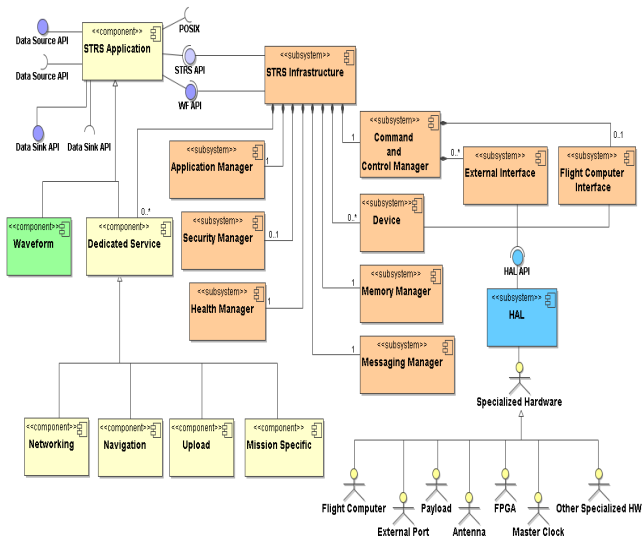 POSIX
<<component>>
STRS Application
Data Source API
Data Source API
Data Sink API
Data Sink API
STRS API
WF API
<<subsystem>>
STRS Infrastructure
<<subsystem>>
Command
and
Control Manager
1
0..*
0..1
<<subsystem>>
External Interface
<<subsystem>>
Flight Computer
Interface
<<subsystem>>
Application Manager
1
<<component>>
Waveform
<<component>>
Dedicated Service
0..*
<<subsystem>>
Security Manager
0..1
<<subsystem>>
Device
0..*
HAL API
<<subsystem>>
Health Manager
1
<<subsystem>>
Memory Manager
1
<<subsystem>>
HAL
<<subsystem>>
Messaging Manager
1
Specialized Hardware
<<component>>
Networking
<<component>>
Navigation
<<component>>
Upload
<<component>>
Mission Specific
Flight Computer
External Port
Payload
Antenna
FPGA
Master Clock
Other Specialized HW